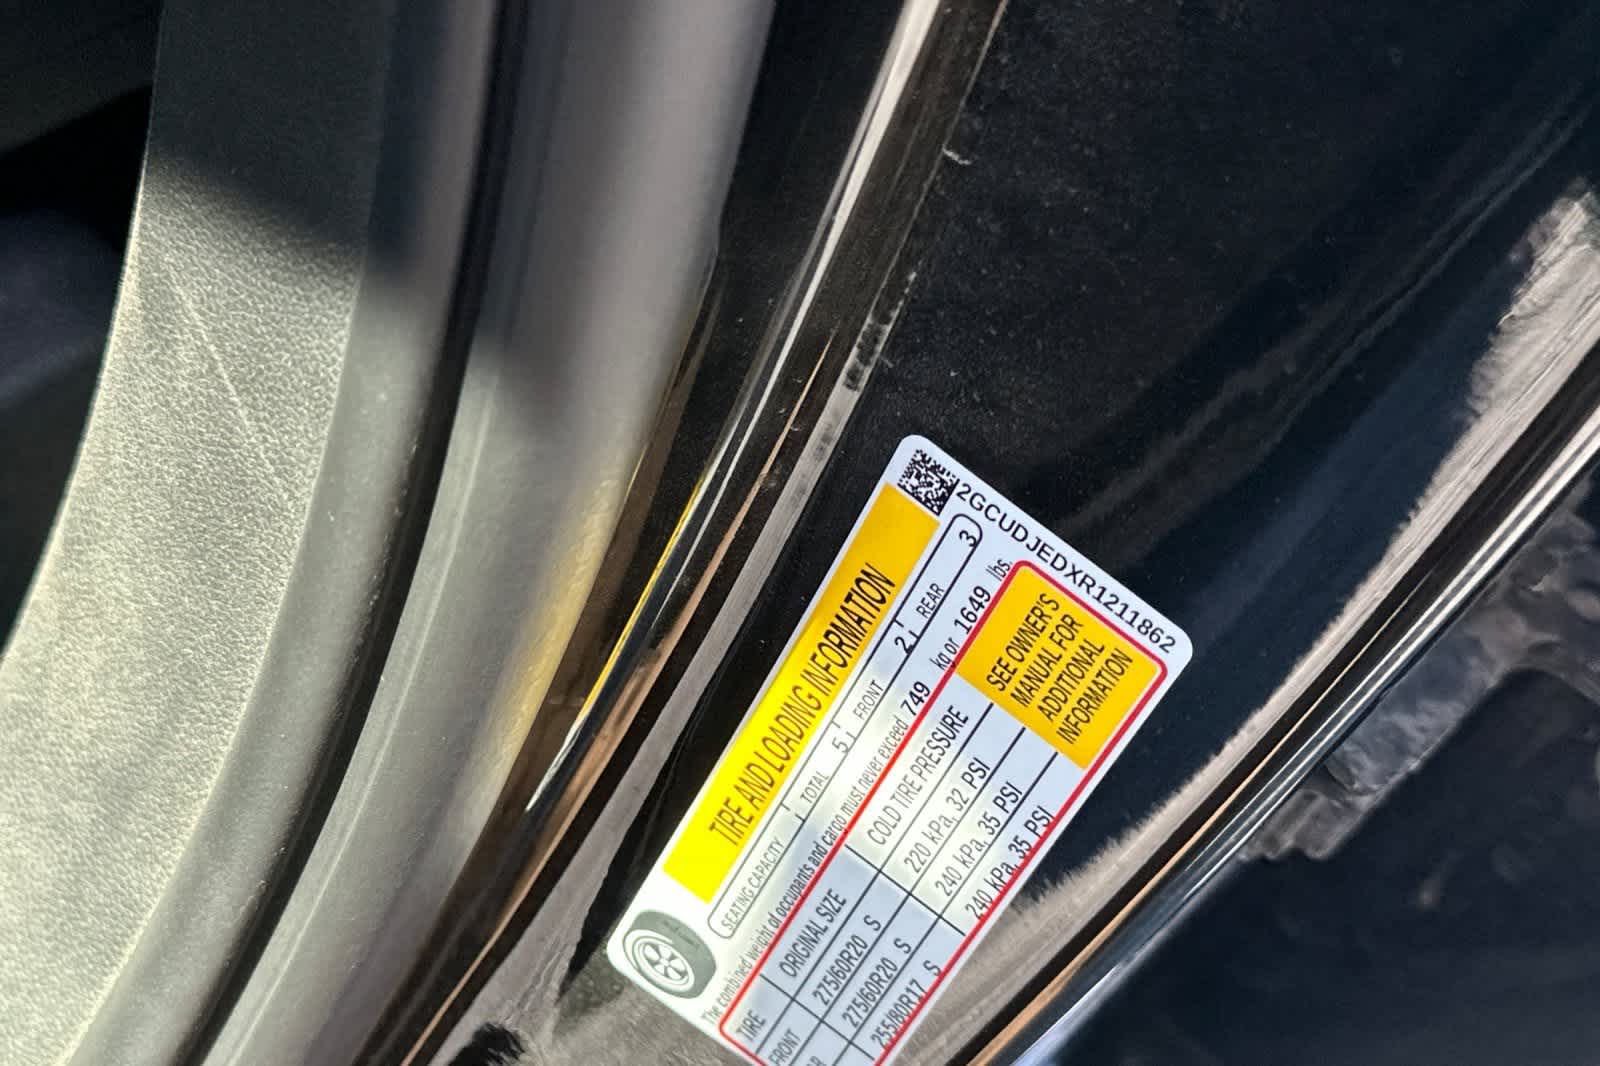 2GCUDJEDXR1211862
TIRE AND LOADING INFORMATION
SEATING CAPACITY TOTAL 5 FRONT 2 REAR 3
The combined weight of occupants and cargo must never exceed 749 kg or 1649 lbs.
TIRE ORIGINAL SIZE COLD TIRE PRESSURE
FRONT 275/60R20 S 220 kPa, 32 PSI
275/60R20 S 240 kPa, 35 PSI
255/80R17 S 240 kPa, 35 PSI
SEE OWNER'S
MANUAL FOR
ADDITIONAL
INFORMATION